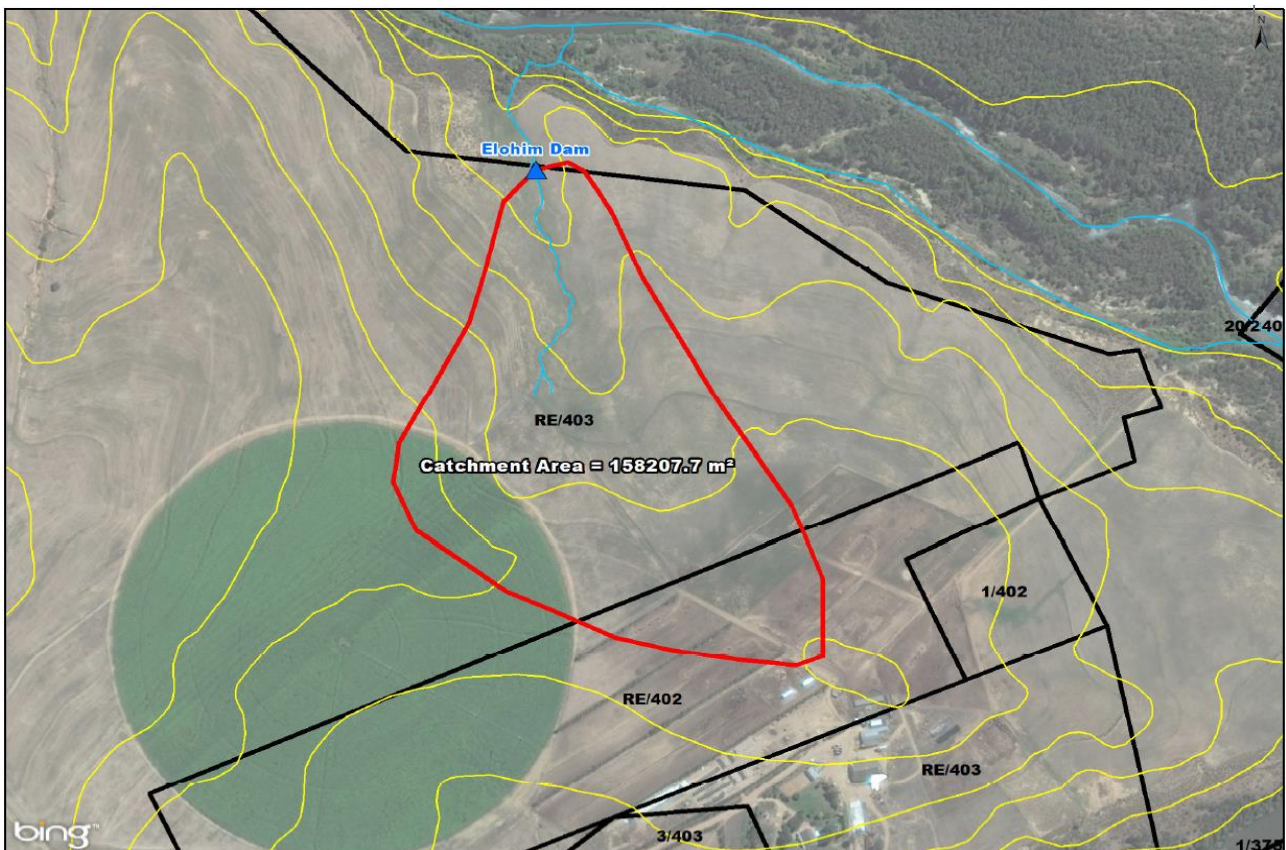 N
Elohim Dam
20/240
RE/403
Catchment Area = 158207.7 m²
1/402
RE/402
RE/403
bing™
3/403